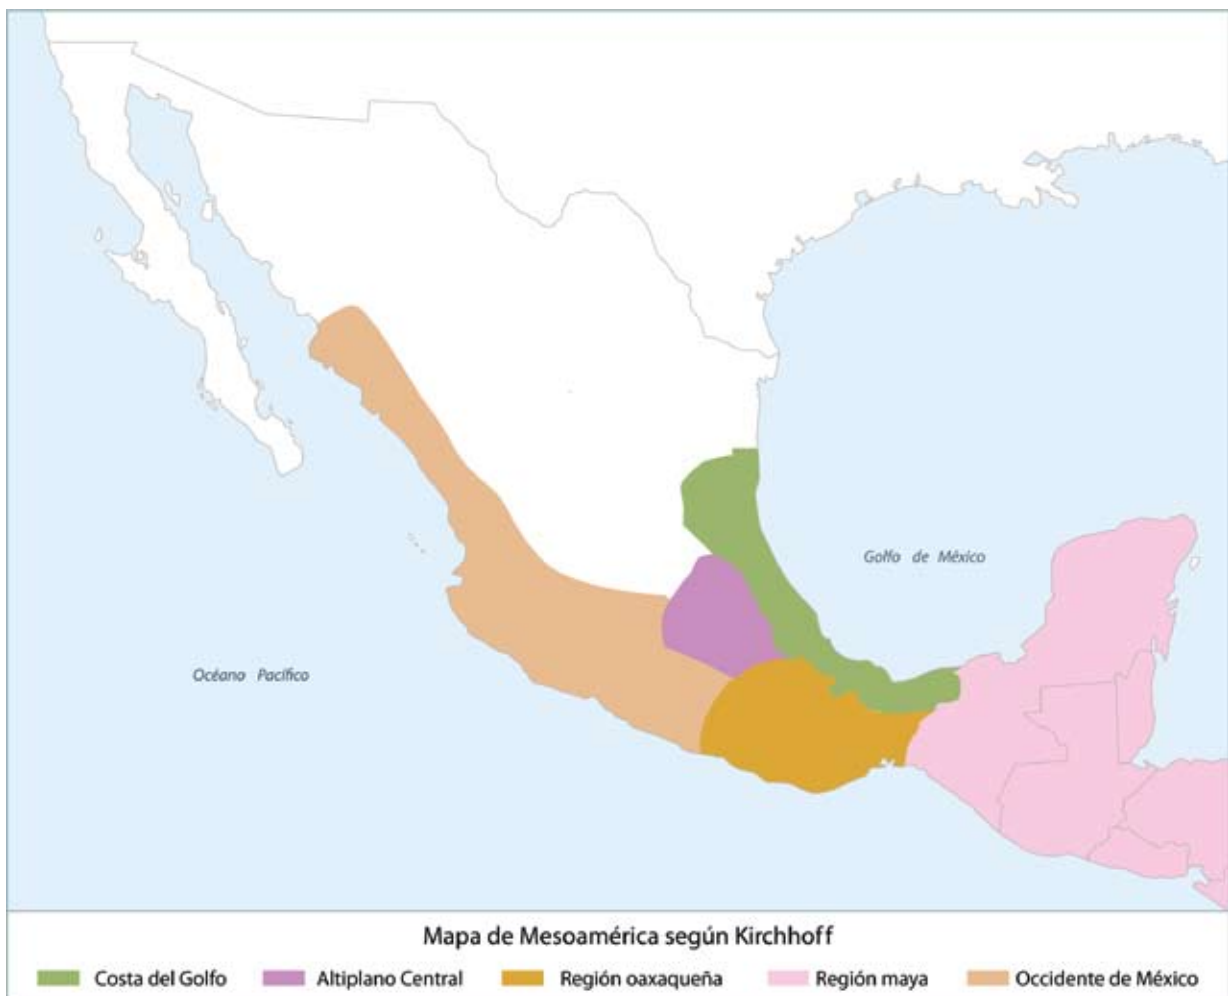 Golfo de México
Océano Pacífico
Mapa de Mesoamérica según Kirchhoff
Costa del Golfo Altiplano Central Región oaxaqueña Región maya Occidente de México